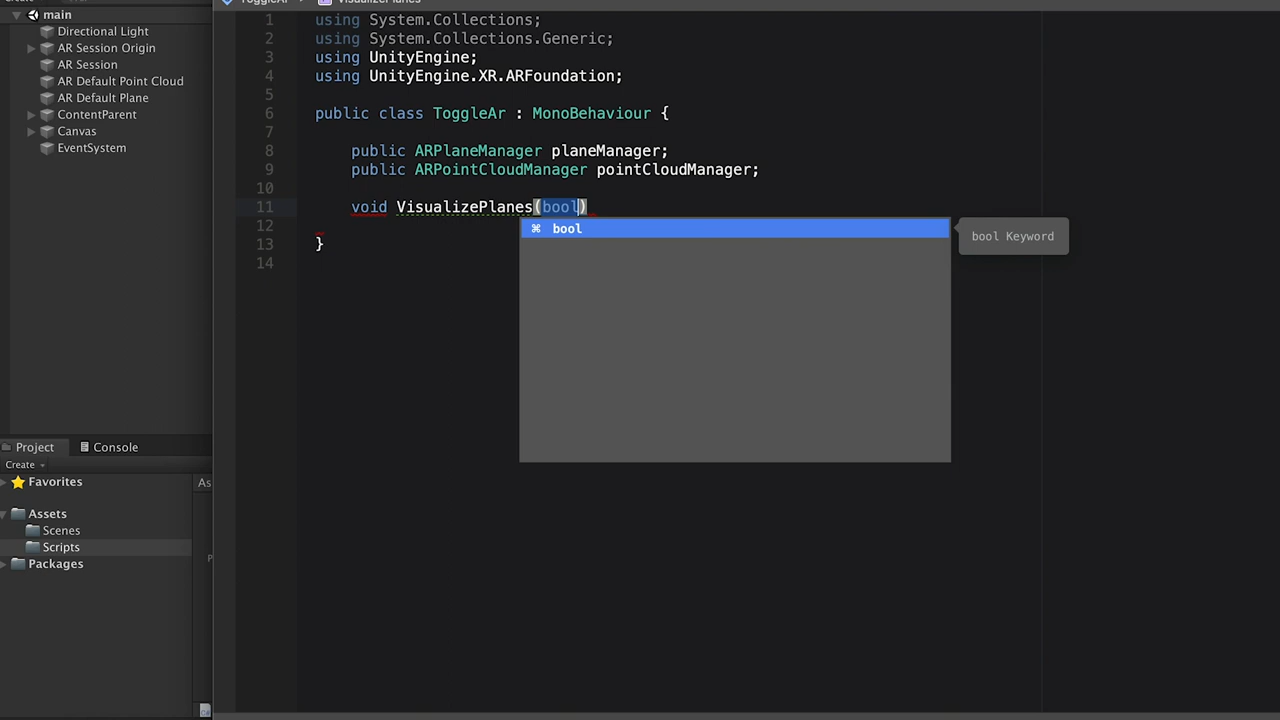 main
Directional Light
AR Session Origin
AR Session
AR Default Point Cloud
AR Default Plane
ContentParent
Canvas
EventSystem
Project
Console
Create
Favorites
Assets
Scenes
Scripts
Packages
As
1 using System.Collections;
2 using System.Collections.Generic;
3 using UnityEngine;
4 using UnityEngine.XR.ARFoundation;
5
6 public class ToggleAr : MonoBehaviour {
7
8 public ARPlaneManager planeManager;
9 public ARPointCloudManager pointCloudManager;
10
11 void VisualizePlanes(bool)
12
13 }
14
⌘ bool
bool Keyword